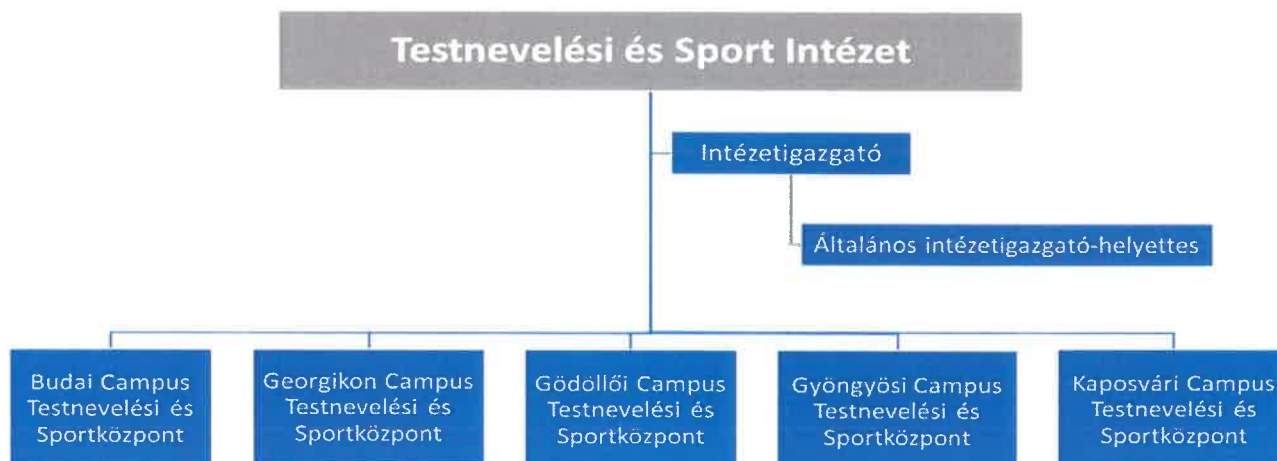 Testnevelési és Sport Intézet
Intézetigazgató
Általános intézetigazgató-helyettes
Budai Campus
Testnevelési és
Sportközpont
Georgikon Campus
Testnevelési és
Sportközpont
Gödöllői Campus
Testnevelési és
Sportközpont
Gyöngyösi Campus
Testnevelési és
Sportközpont
Kaposvári Campus
Testnevelési és
Sportközpont